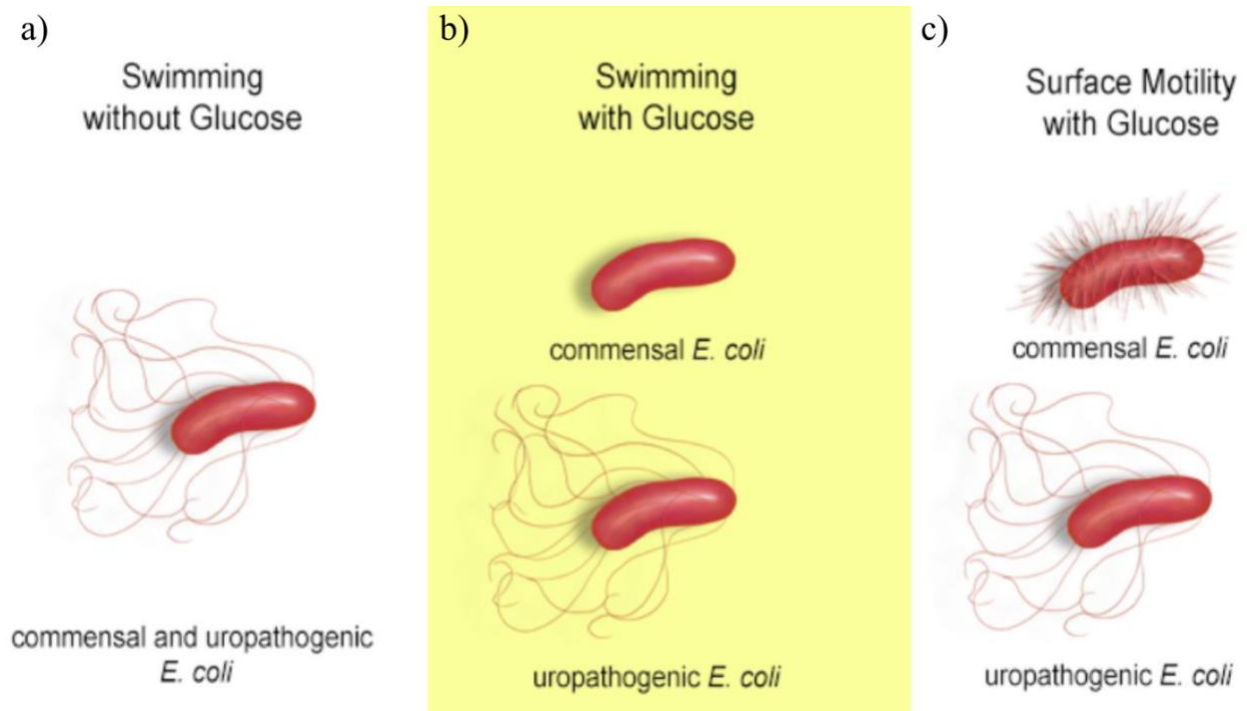 a)
Swimming
without Glucose
commensal and uropathogenic
E. coli
b)
Swimming
with Glucose
commensal E. coli
uropathogenic E. coli
c)
Surface Motility
with Glucose
commensal E. coli
uropathogenic E. coli